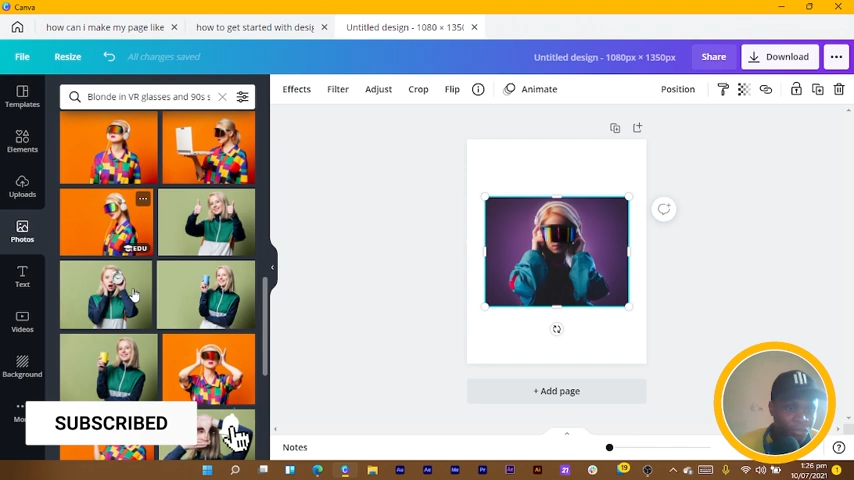 Canva
how can i make my page like
how to get started with desig
Untitled design - 1080 × 1350
File
Resize
All changes saved
Untitled design - 1080px × 1350px
Share
Download
Templates
Elements
Uploads
Photos
Text
Videos
Background
Mor
Blonde in VR glasses and 90s s
EDU
Effects
Filter
Adjust
Crop
Flip
Animate
Position
+ Add page
SUBSCRIBED
Notes
1:26 pm
10/07/2021